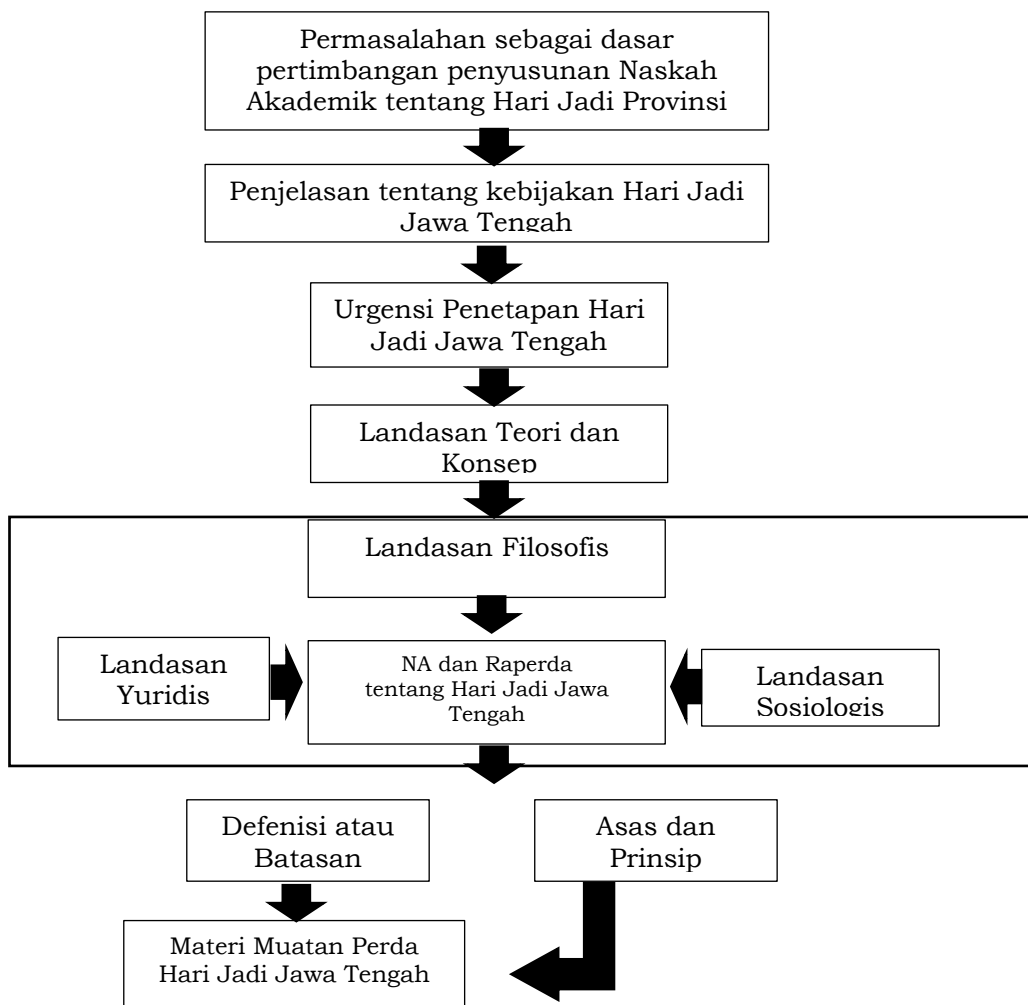 Permasalahan sebagai dasar
pertimbangan penyusunan Naskah
Akademik tentang Hari Jadi Provinsi
Penjelasan tentang kebijakan Hari Jadi
Jawa Tengah
Urgensi Penetapan Hari
Jadi Jawa Tengah
Landasan Teori dan
Konsep
Landasan Filosofis
Landasan
Yuridis
NA dan Raperda
tentang Hari Jadi Jawa
Tengah
Landasan
Sosiologis
Defenisi atau
Batasan
Asas dan
Prinsip
Materi Muatan Perda
Hari Jadi Jawa Tengah